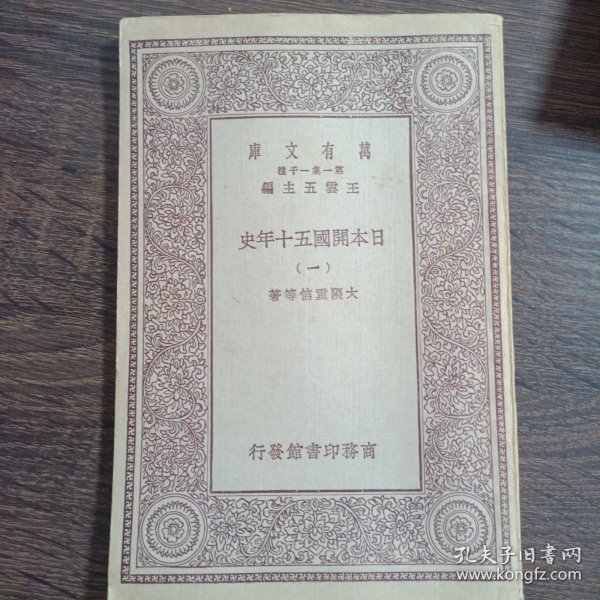 萬有文庫
第一集一千種
王雲五主編
日本開國五十年史
(一)
大隈重信等著
商務印書館發行
孔夫子旧书网
www.kongfz.com